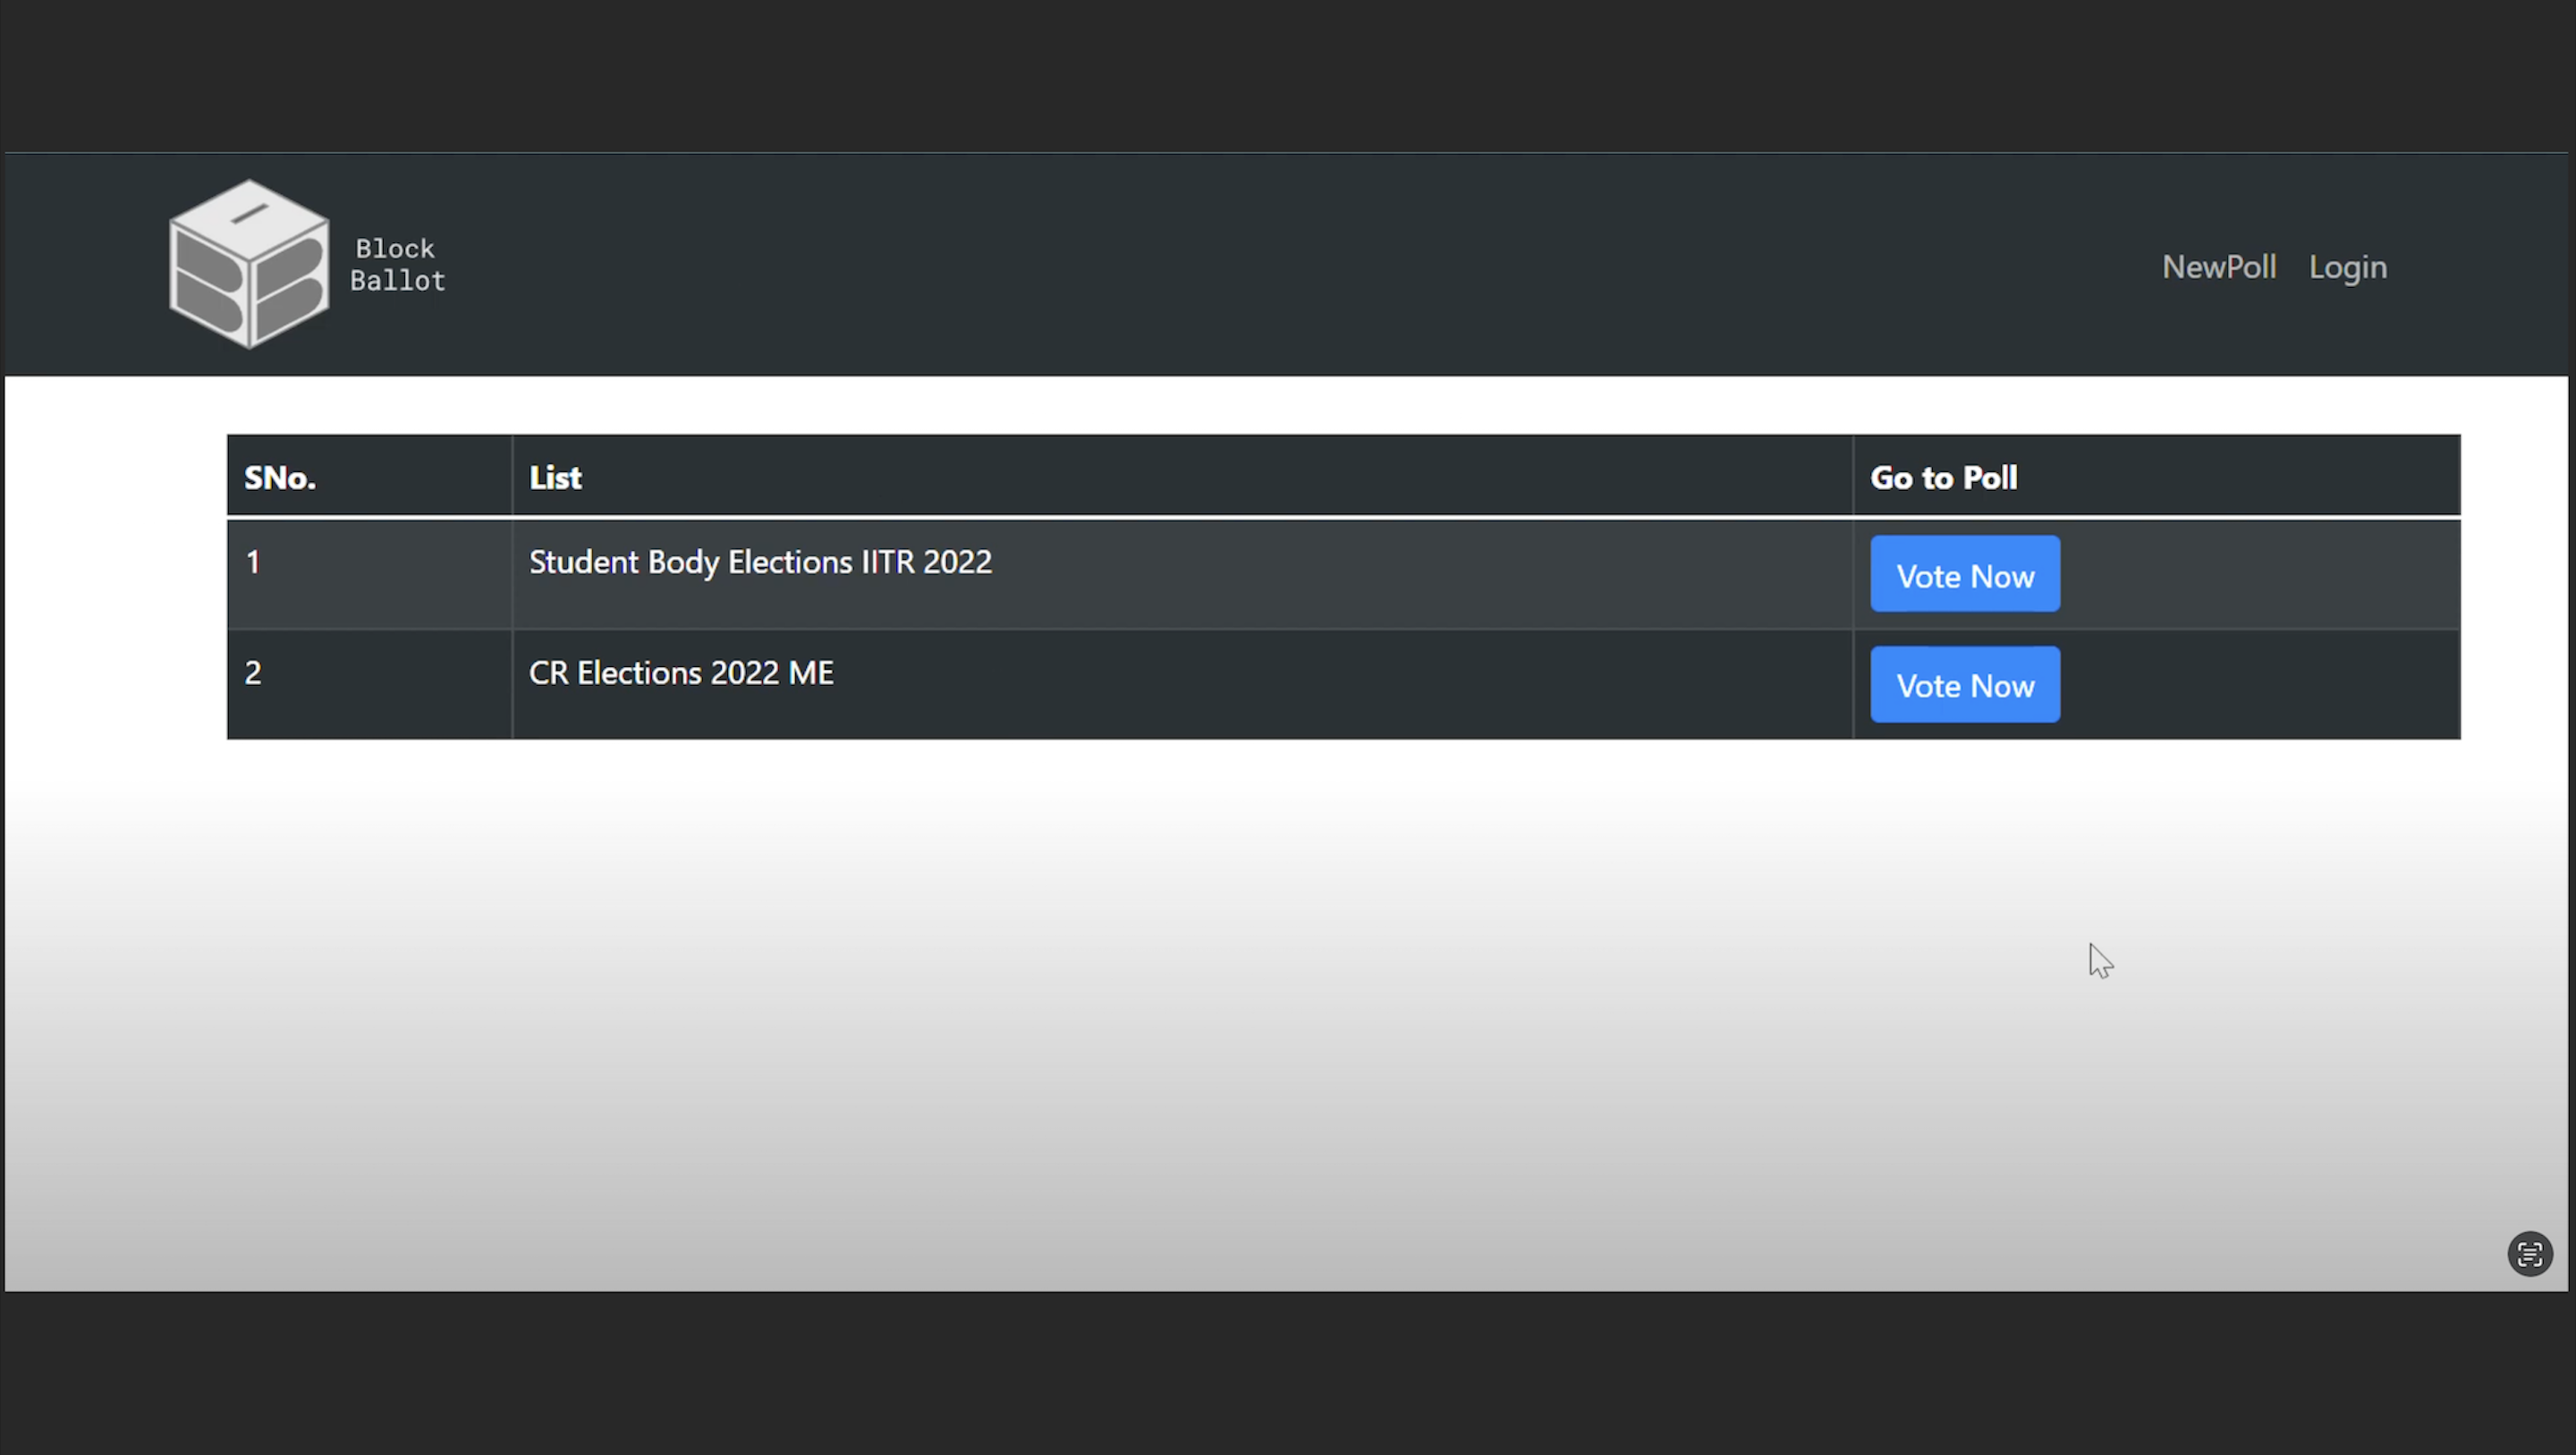 Block
Ballot
NewPoll Login
SNo. List Go to Poll
1 Student Body Elections IITR 2022 Vote Now
2 CR Elections 2022 ME Vote Now